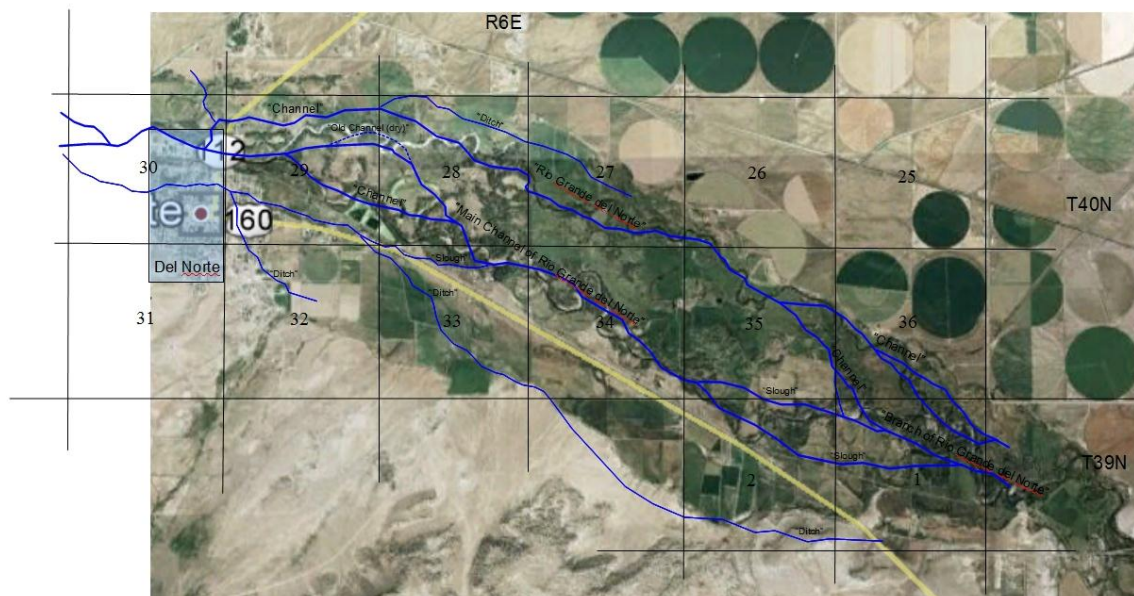 R6E
"Channel"
"Ditch"
"Old Channel (dry)"
112
30
29
28
27
26
25
"Rio Grande del Norte"
"Channel"
"Main Channel of Rio Grande del Norte"
T40N
te
160
"Slough"
Del Norte
"Ditch"
"Ditch"
31
32
33
34
35
36
"Channel"
"Channel"
"Slough"
"Branch of Rio Grande del Norte"
"Slough"
T39N
2
1
"Ditch"